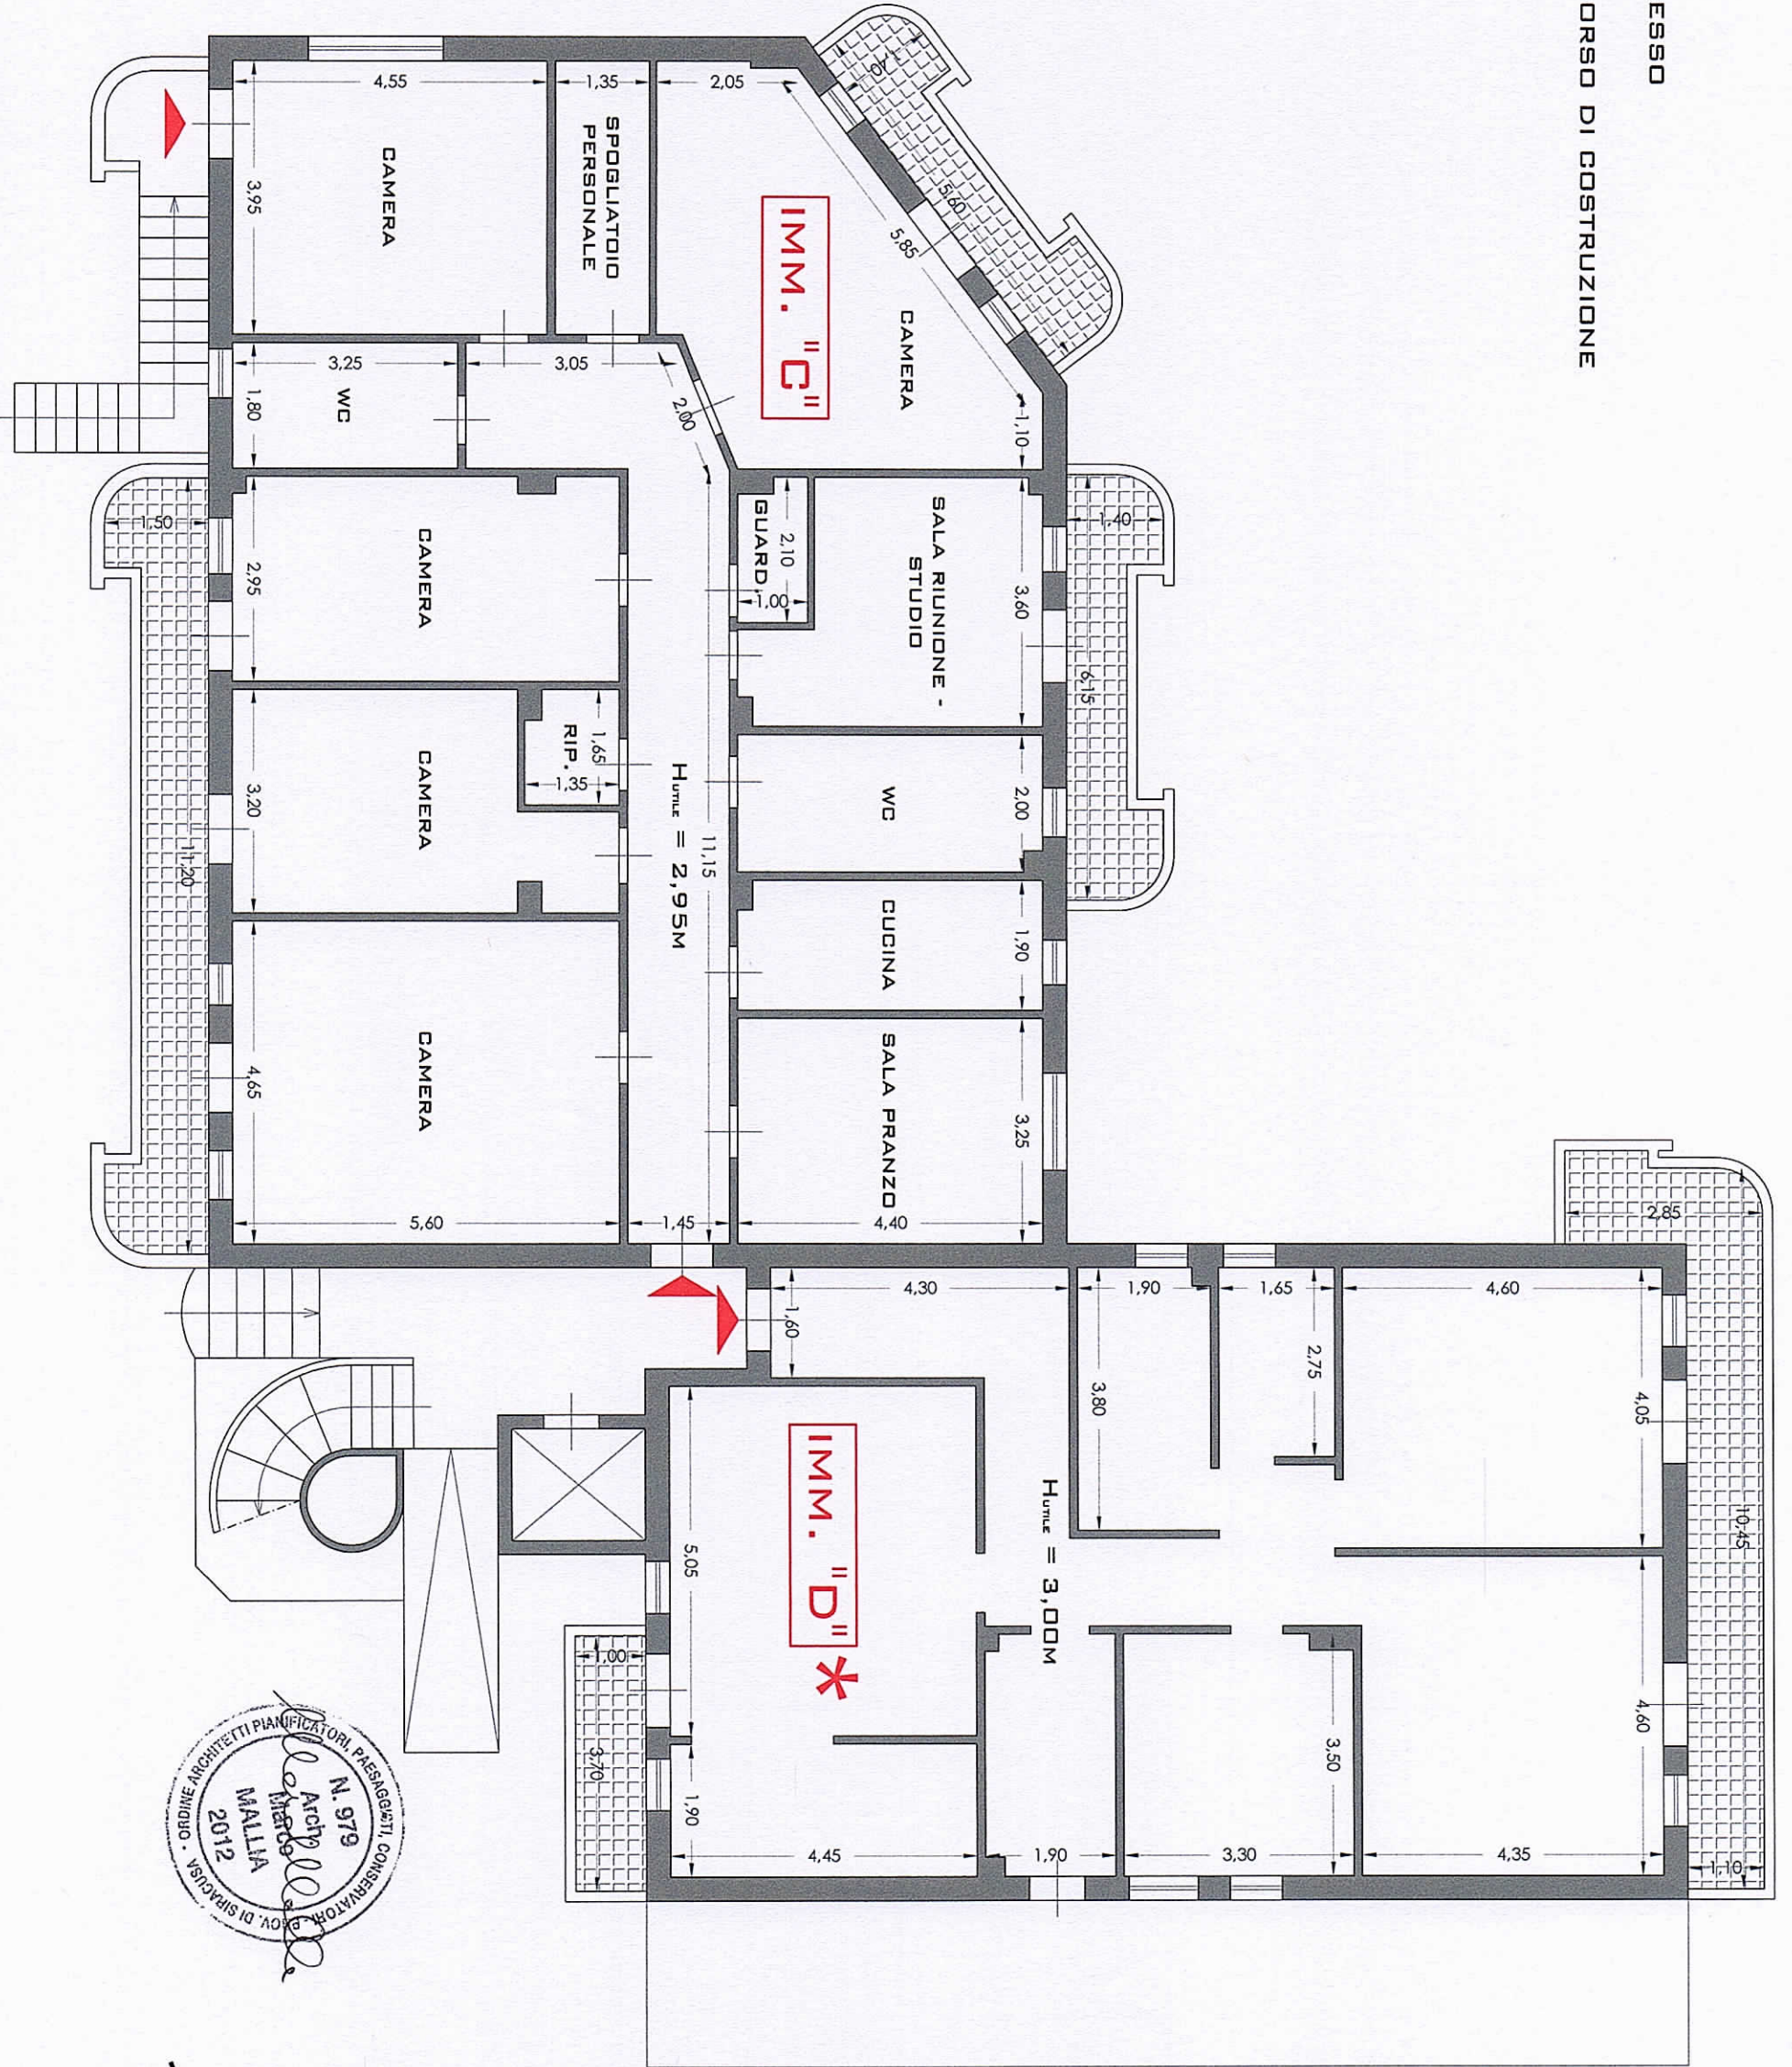 ESSO
ORSO DI COSTRUZIONE
IMM. "C"
CAMERA
4,55
3,95
SPOGLIATOIO
PERSONALE
1,35
2,05
CAMERA
5,85
5,60
1,10
WC
3,25
1,80
3,05
2,00
GUARD.
2,10
1,00
SALA RIUNIONE -
STUDIO
3,60
1,40
6,15
WC
2,00
CUCINA
1,90
SALA PRANZO
3,25
4,40
1,45
11,15
HUTILE = 2,95M
CAMERA
2,95
1,50
11,20
RIP.
1,65
1,35
CAMERA
3,20
CAMERA
4,65
5,60
IMM. "D" *
HUTILE = 3,00M
4,30
1,60
1,90
3,80
1,65
2,75
4,60
4,05
2,85
10,45
4,60
4,35
1,10
3,50
3,30
1,90
4,45
5,05
1,90
1,00
3,70
ORDINE ARCHITETTI PIANIFICATORI, PAESAGGISTI, CONSERVATORI - PROV. DI SIRACUSA
N. 979
Arch.
Marco
MALLIA
2012